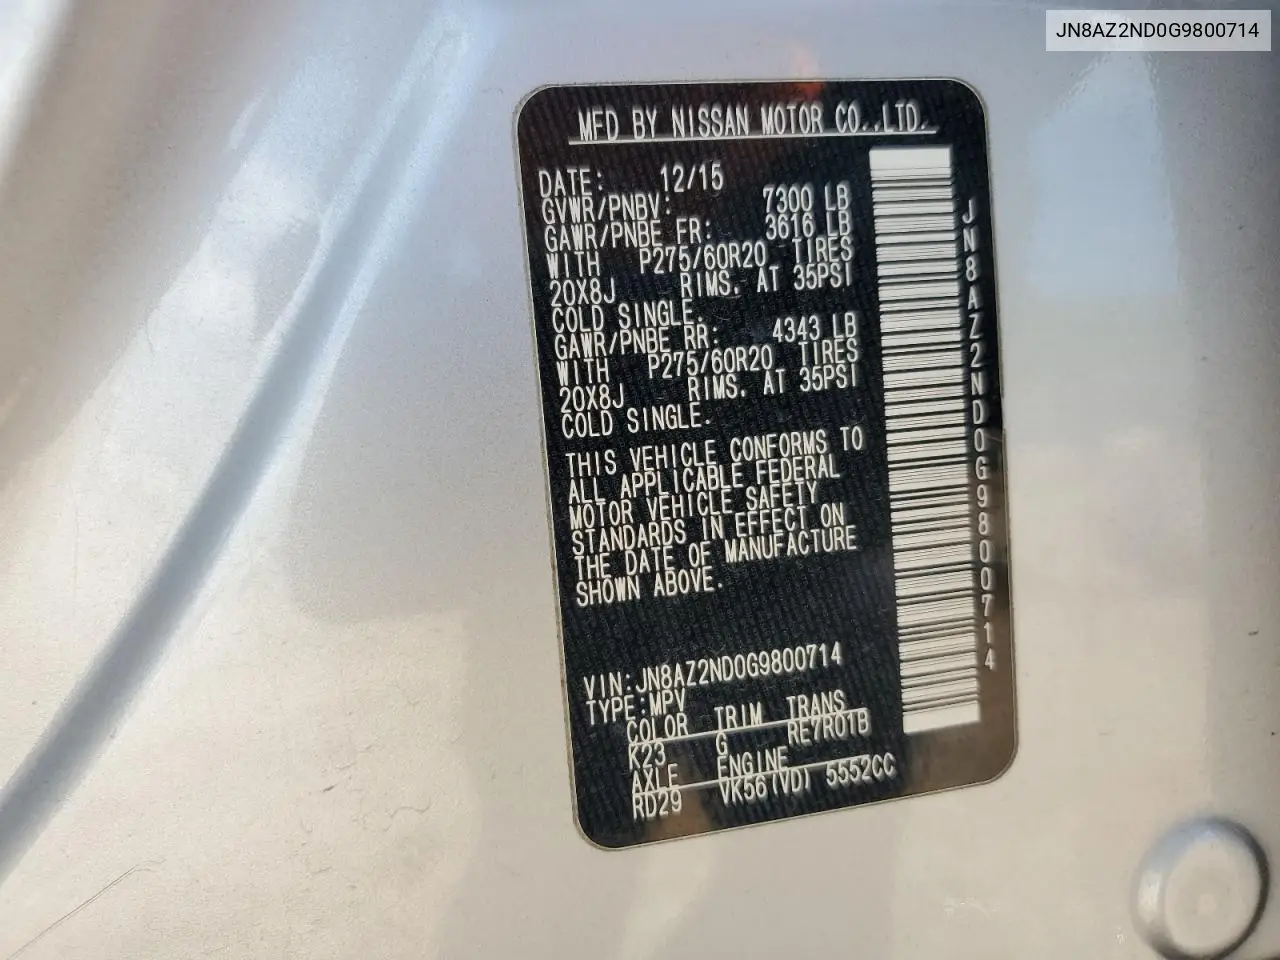 JN8AZ2ND0G9800714
MFD BY NISSAN MOTOR CO.,LTD.
DATE: 12/15
GVWR/PNBV: 7300 LB
GAWR/PNBE FR: 3616 LB
WITH P275/60R20 TIRES
20X8J RIMS. AT 35PSI
COLD SINGLE.
GAWR/PNBE RR: 4343 LB
WITH P275/60R20 TIRES
20X8J RIMS. AT 35PSI
COLD SINGLE.
THIS VEHICLE CONFORMS TO
ALL APPLICABLE FEDERAL
MOTOR VEHICLE SAFETY
STANDARDS IN EFFECT ON
THE DATE OF MANUFACTURE
SHOWN ABOVE.
VIN:JN8AZ2ND0G9800714
TYPE:MPV
COLOR TRIM TRANS
K23 G RE7R01B
AXLE ENGINE
RD29 VK56(VD) 5552CC
JN8AZ2ND0G9800714